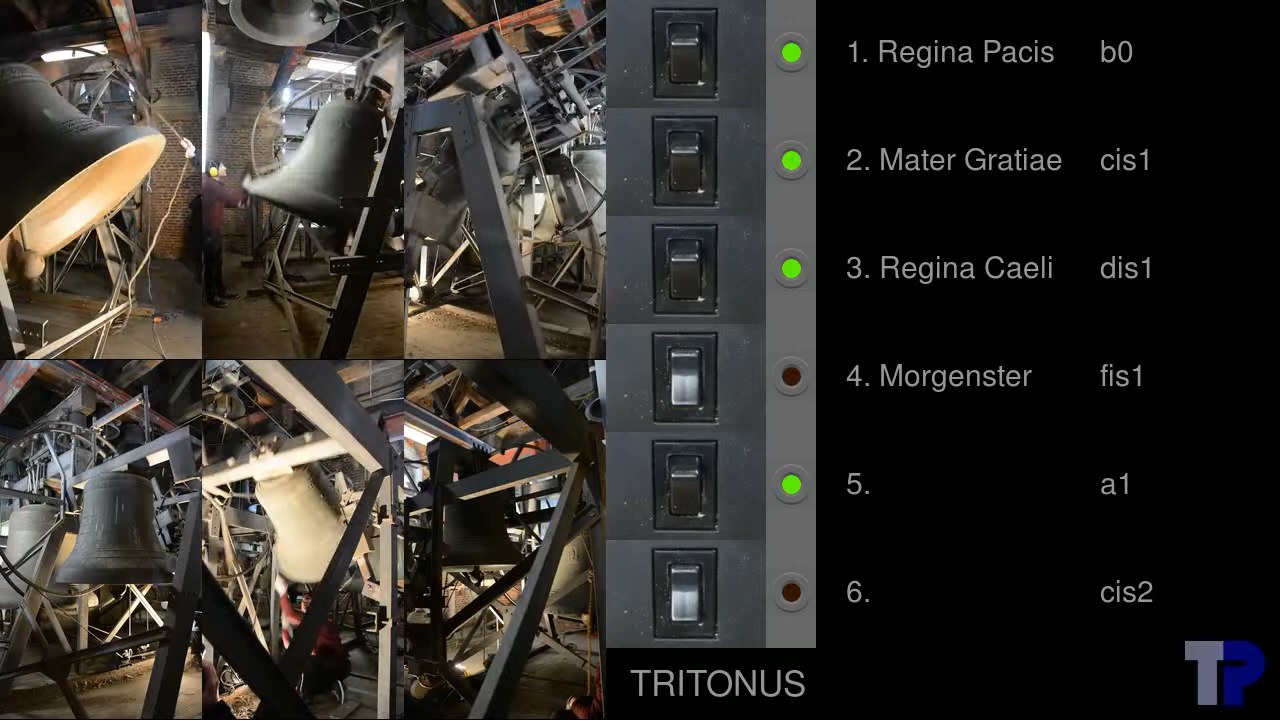 1. Regina Pacis b0
2. Mater Gratiae cis1
3. Regina Caeli dis1
4. Morgenster fis1
5. a1
6. cis2
TRITONUS
TP